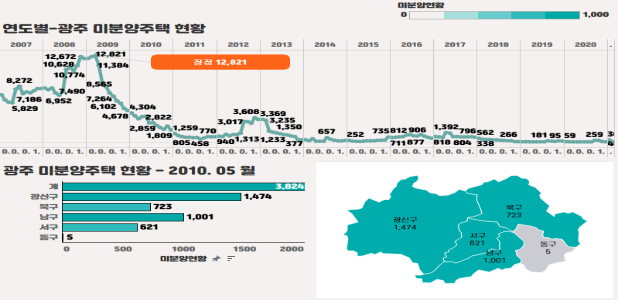 미분양현황
0 1,000
연도별-광주 미분양주택 현황
2007 2008 2009 2010 2011 2012 2013 2014 2015 2016 2017 2018 2019 2020
정점 12,821
12,672 12,821
10,628 11,384
10,774
8,272 8,565
7,490
7,186 6,952 7,264
5,829 6,102
4,678 4,304
2,859 2,822
1,809 1,259 770
805 458
3,017 3,608 3,369
3,235
940 1,313 1,233 1,350
377
657 252 735 812 906 1,392 796 562 266 181 95 59 259
711 877 818 804 338
0.0. 0. 1.
광주 미분양주택 현황 - 2010. 05 월
계 3,824
광산구 1,474
북구 723
남구 1,001
서구 621
동구 5
0 500 1000 1500 2000
미분양현황
광산구
1,474
북구
723
서구
621
남구
1,001
동구
5